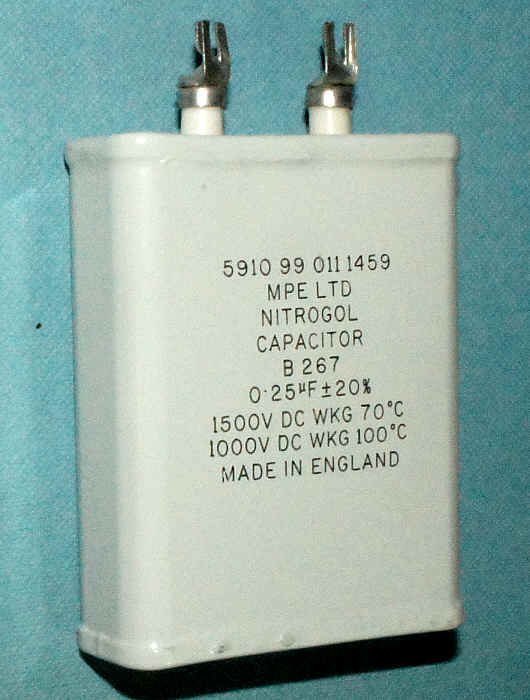 5910 99 011 1459
MPE LTD
NITROGOL
CAPACITOR
B 267
0·25µF±20%
1500V DC WKG 70°C
1000V DC WKG 100°C
MADE IN ENGLAND